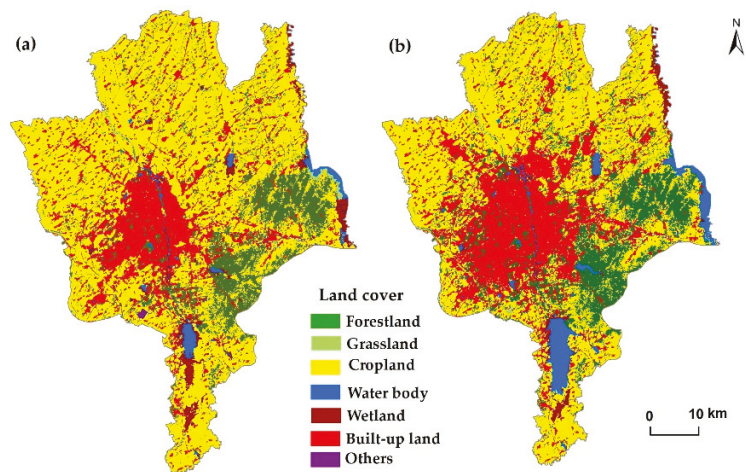 (a)
(b)
N
Land cover
Forestland
Grassland
Cropland
Water body
Wetland
Built-up land
Others
0 10 km